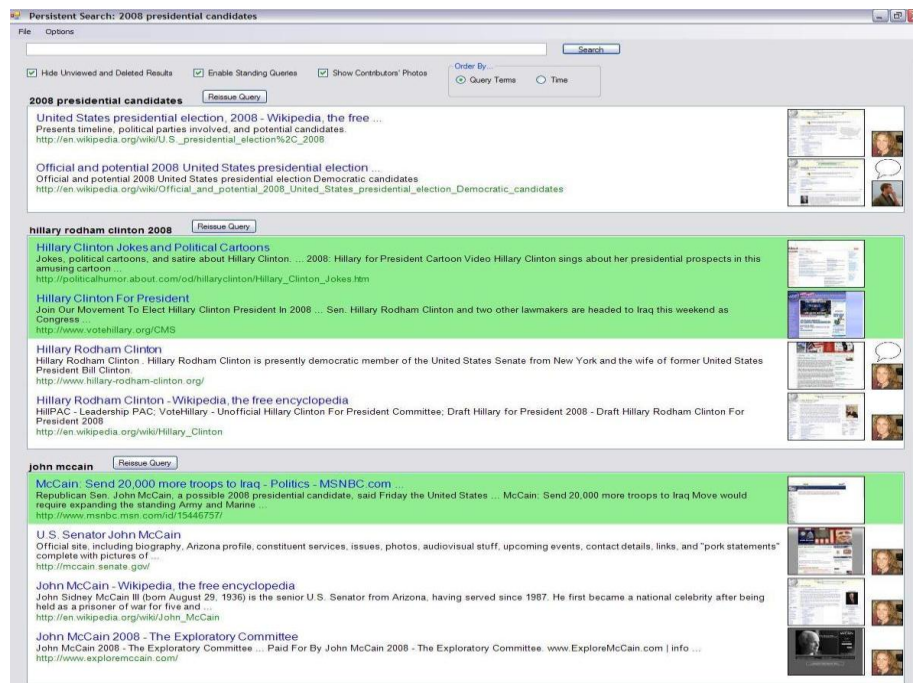 Persistent Search: 2008 presidential candidates
File Options
Search
Hide Unviewed and Deleted Results Enable Standing Queries Show Contributors' Photos
Order By...
Query Terms Time
2008 presidential candidates Reissue Query
United States presidential election, 2008 - Wikipedia, the free ...
Presents timeline, political parties involved, and potential candidates.
http://en.wikipedia.org/wiki/U.S._presidential_election%2C_2008
Official and potential 2008 United States presidential election ...
Official and potential 2008 United States presidential election Democratic candidates
http://en.wikipedia.org/wiki/Official_and_potential_2008_United_States_presidential_election_Democratic_candidates
hillary rodham clinton 2008 Reissue Query
Hillary Clinton Jokes and Political Cartoons
Jokes, political cartoons, and satire about Hillary Clinton. ... 2008: Hillary for President Cartoon Video Hillary Clinton sings about her presidential prospects in this
amusing cartoon ...
http://politicalhumor.about.com/od/hillaryclinton/Hillary_Clinton_Jokes.htm
Hillary Clinton For President
Join Our Movement To Elect Hillary Clinton President In 2008 ... Sen. Hillary Rodham Clinton and two other lawmakers are headed to Iraq this weekend as
Congress ...
http://www.votehillary.org/CMS
Hillary Rodham Clinton
Hillary Rodham Clinton . Hillary Rodham Clinton is presently democratic member of the United States Senate from New York and the wife of former United States
President Bill Clinton.
http://www.hillary-rodham-clinton.org/
Hillary Rodham Clinton - Wikipedia, the free encyclopedia
HillPAC - Leadership PAC; VoteHillary - Unofficial Hillary Clinton For President Committee; Draft Hillary for President 2008 - Draft Hillary Rodham Clinton For
President 2008
http://en.wikipedia.org/wiki/Hillary_Clinton
john mccain Reissue Query
McCain: Send 20,000 more troops to Iraq - Politics - MSNBC.com ...
Republican Sen. John McCain, a possible 2008 presidential candidate, said Friday the United States ... McCain: Send 20,000 more troops to Iraq Move would
require expanding the standing Army and Marine ...
http://www.msnbc.msn.com/id/15446757/
U.S. Senator John McCain
Official site, including biography, Arizona profile, constituent services, issues, photos, audiovisual stuff, upcoming events, contact details, links, and "pork statements"
complete with pictures of ...
http://mccain.senate.gov/
John McCain - Wikipedia, the free encyclopedia
John Sidney McCain III (born August 29, 1936) is the senior U.S. Senator from Arizona, having served since 1987. He first became a national celebrity after being
held as a prisoner of war for five and ...
http://en.wikipedia.org/wiki/John_McCain
John McCain 2008 - The Exploratory Committee
John McCain 2008 - The Exploratory Committee ... Paid For By John McCain 2008 - The Exploratory Committee. www.ExploreMcCain.com | info ...
http://www.exploremccain.com/